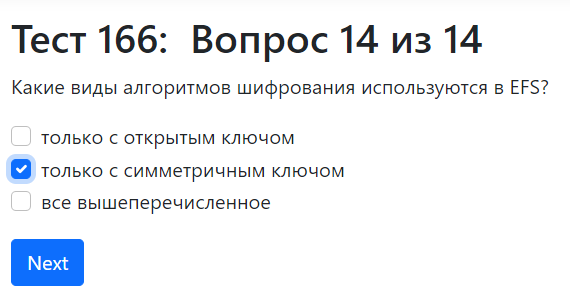 Тест 166: Вопрос 14 из 14
Какие виды алгоритмов шифрования используются в EFS?
только с открытым ключом
только с симметричным ключом
все вышеперечисленное
Next